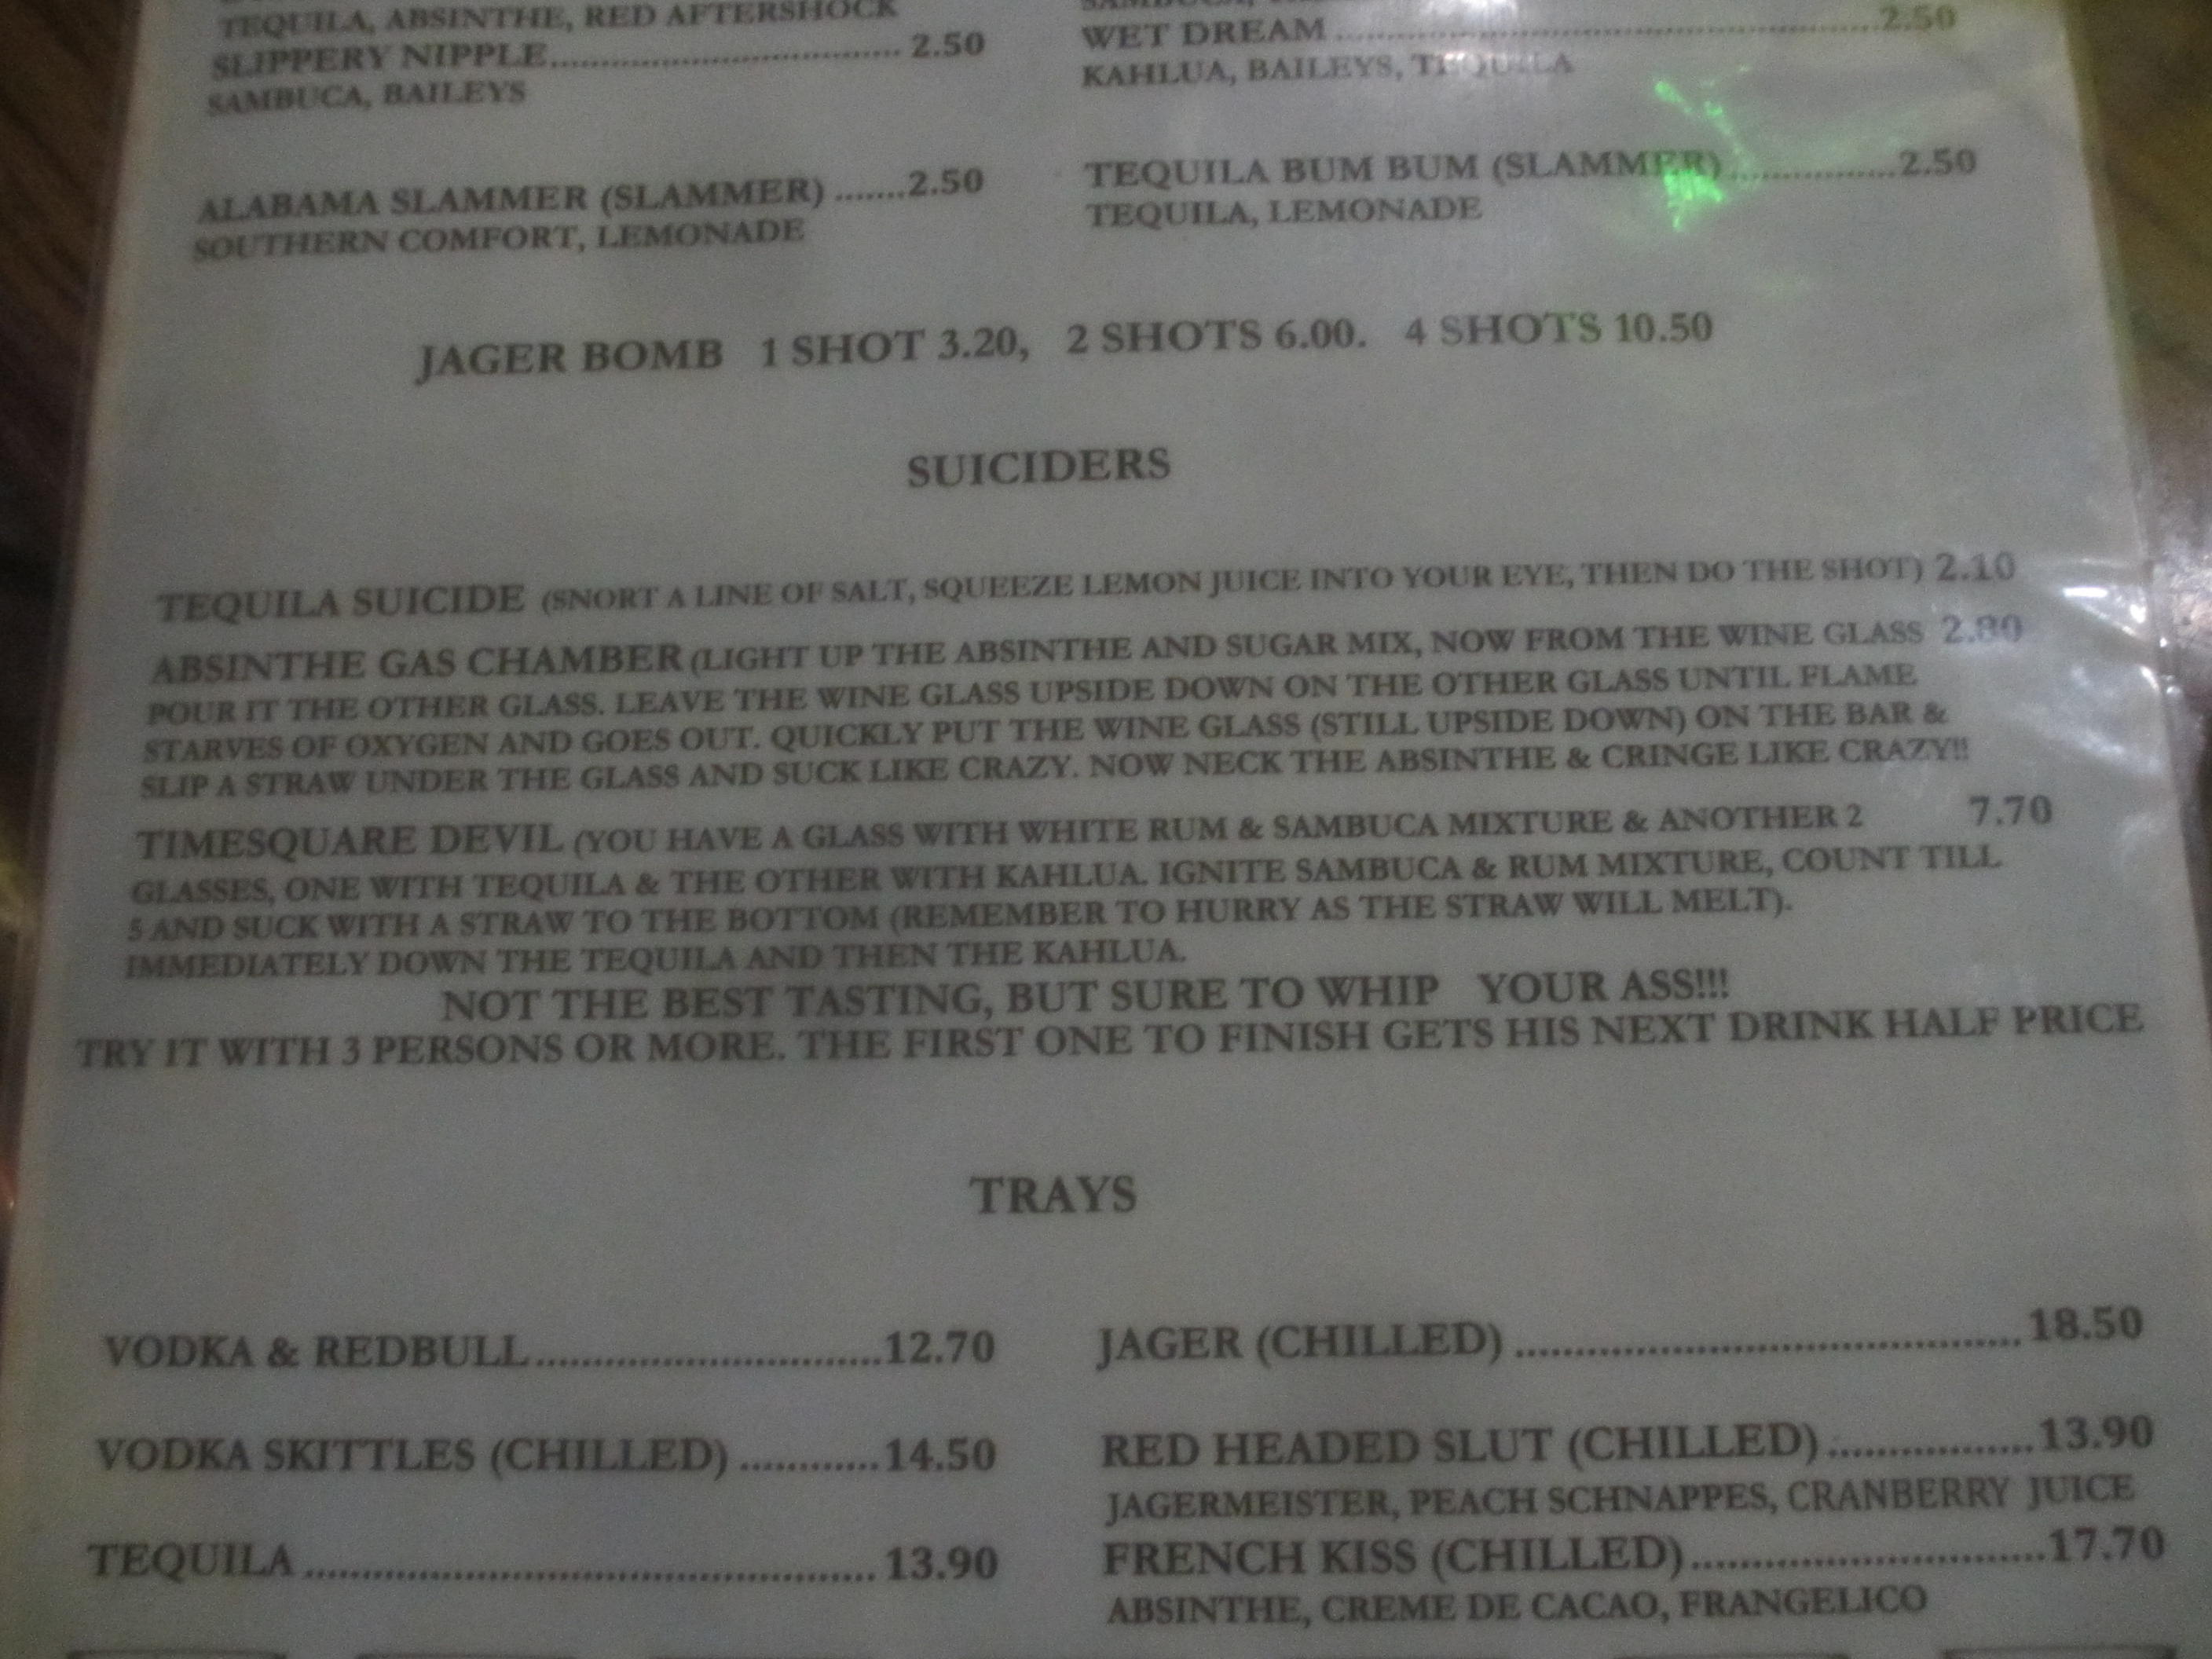 TEQUILA, ABSINTHE, RED AFTERSHOCK
SLIPPERY NIPPLE.................................. 2.50
SAMBUCA, BAILEYS
ALABAMA SLAMMER (SLAMMER) .......2.50
SOUTHERN COMFORT, LEMONADE
SAMBUCA,
WET DREAM ......................................................2.50
KAHLUA, BAILEYS, TEQUILA
TEQUILA BUM BUM (SLAMMER) .................2.50
TEQUILA, LEMONADE
JAGER BOMB 1 SHOT 3.20, 2 SHOTS 6.00. 4 SHOTS 10.50
SUICIDERS
TEQUILA SUICIDE (SNORT A LINE OF SALT, SQUEEZE LEMON JUICE INTO YOUR EYE, THEN DO THE SHOT) 2.10
ABSINTHE GAS CHAMBER (LIGHT UP THE ABSINTHE AND SUGAR MIX, NOW FROM THE WINE GLASS 2.80
POUR IT THE OTHER GLASS. LEAVE THE WINE GLASS UPSIDE DOWN ON THE OTHER GLASS UNTIL FLAME
STARVES OF OXYGEN AND GOES OUT. QUICKLY PUT THE WINE GLASS (STILL UPSIDE DOWN) ON THE BAR &
SLIP A STRAW UNDER THE GLASS AND SUCK LIKE CRAZY. NOW NECK THE ABSINTHE & CRINGE LIKE CRAZY!!
TIMESQUARE DEVIL (YOU HAVE A GLASS WITH WHITE RUM & SAMBUCA MIXTURE & ANOTHER 2 7.70
GLASSES, ONE WITH TEQUILA & THE OTHER WITH KAHLUA. IGNITE SAMBUCA & RUM MIXTURE, COUNT TILL
5 AND SUCK WITH A STRAW TO THE BOTTOM (REMEMBER TO HURRY AS THE STRAW WILL MELT).
IMMEDIATELY DOWN THE TEQUILA AND THEN THE KAHLUA.
NOT THE BEST TASTING, BUT SURE TO WHIP YOUR ASS!!!
TRY IT WITH 3 PERSONS OR MORE. THE FIRST ONE TO FINISH GETS HIS NEXT DRINK HALF PRICE
TRAYS
VODKA & REDBULL..............................12.70
VODKA SKITTLES (CHILLED) ............14.50
TEQUILA .................................................. 13.90
JAGER (CHILLED) ...........................................18.50
RED HEADED SLUT (CHILLED) ..................13.90
JAGERMEISTER, PEACH SCHNAPPES, CRANBERRY JUICE
FRENCH KISS (CHILLED)...............................17.70
ABSINTHE, CREME DE CACAO, FRANGELICO